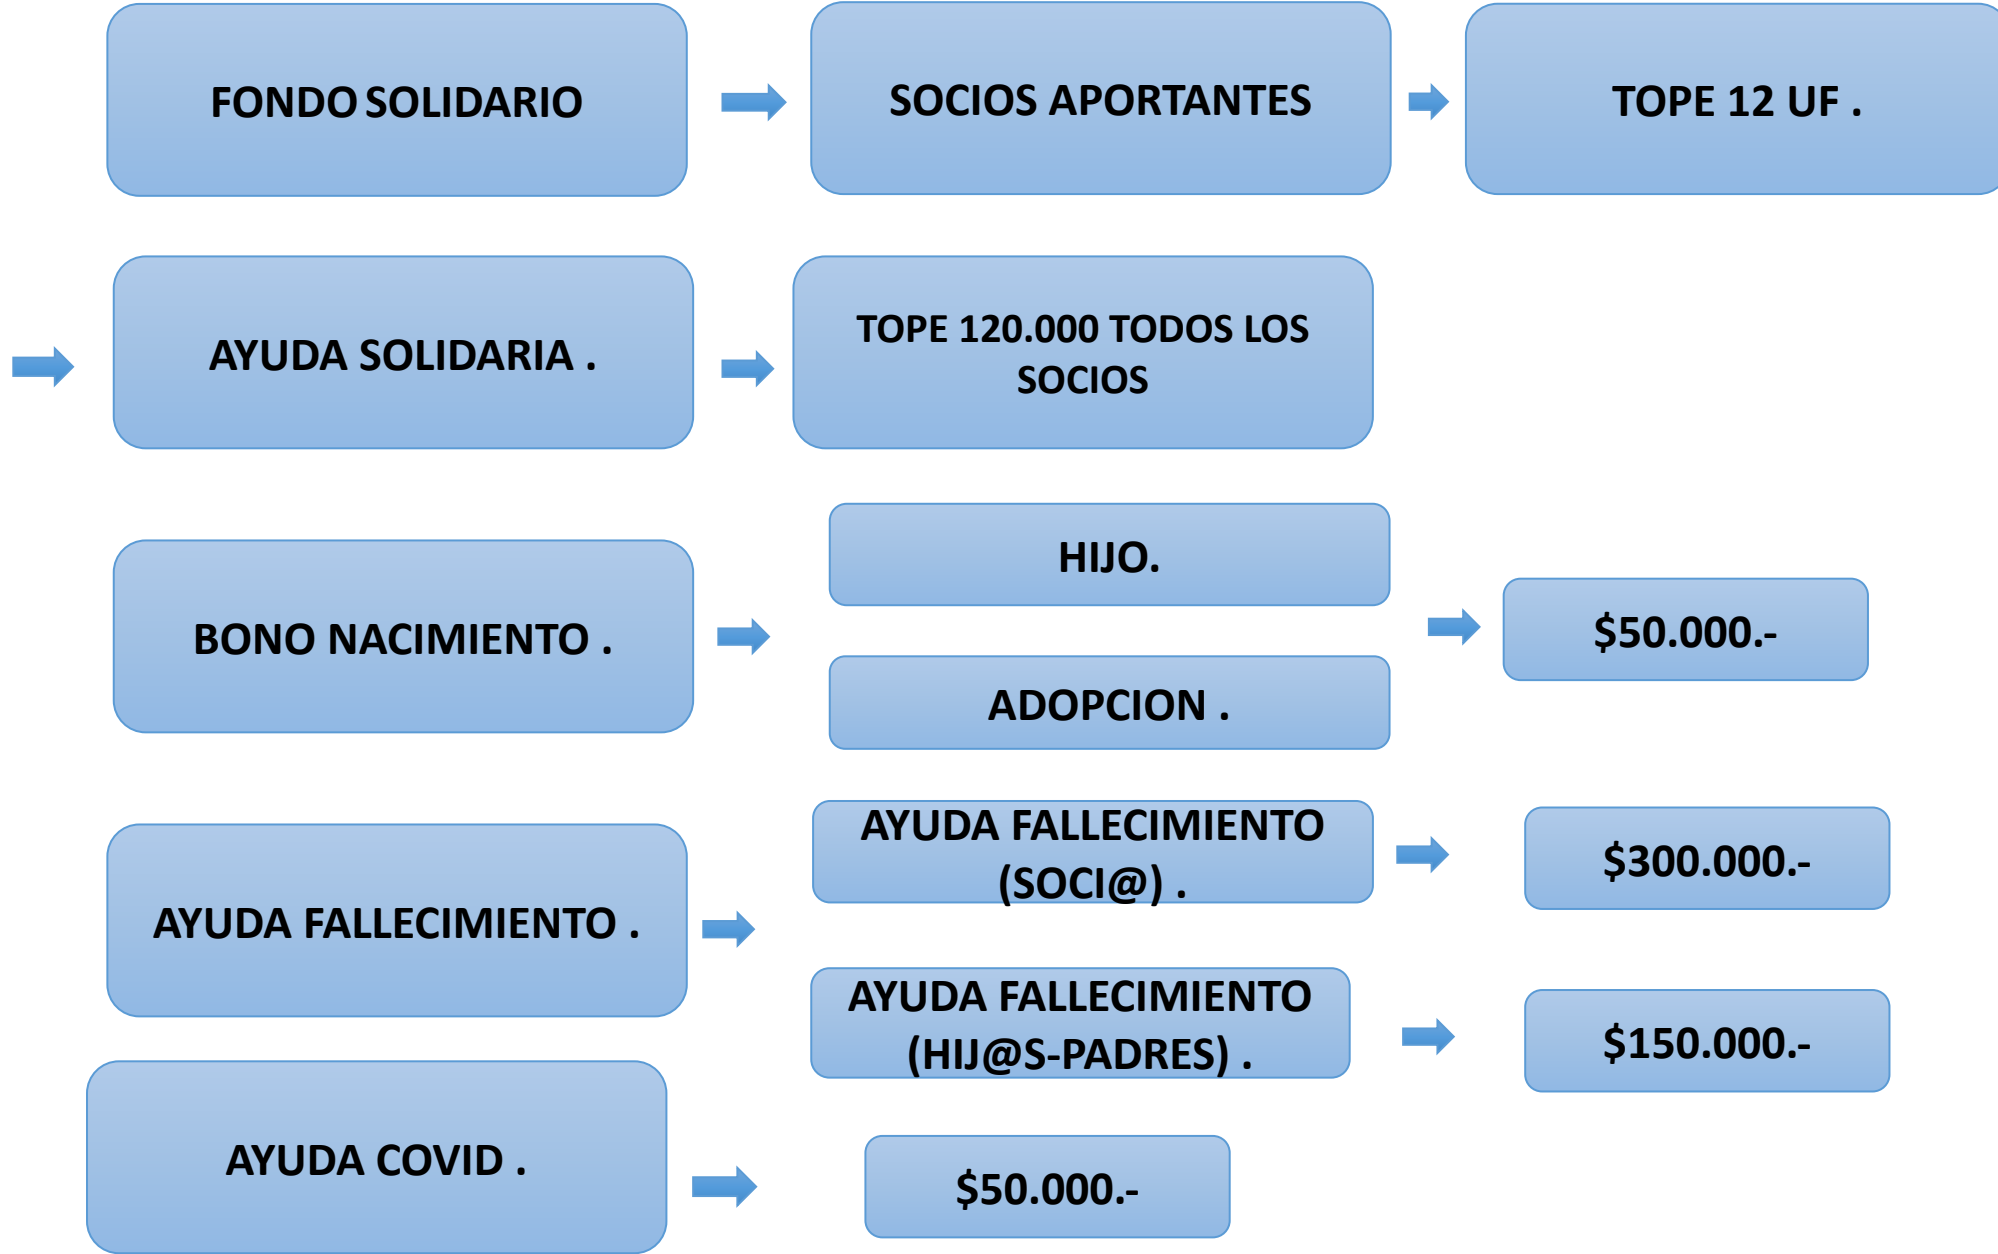 FONDO SOLIDARIO
SOCIOS APORTANTES
TOPE 12 UF .
AYUDA SOLIDARIA .
TOPE 120.000 TODOS LOS
SOCIOS
BONO NACIMIENTO .
HIJO.
ADOPCION .
$50.000.-
AYUDA FALLECIMIENTO .
AYUDA FALLECIMIENTO
(SOCI@) .
$300.000.-
AYUDA FALLECIMIENTO
(HIJ@S-PADRES) .
$150.000.-
AYUDA COVID .
$50.000.-